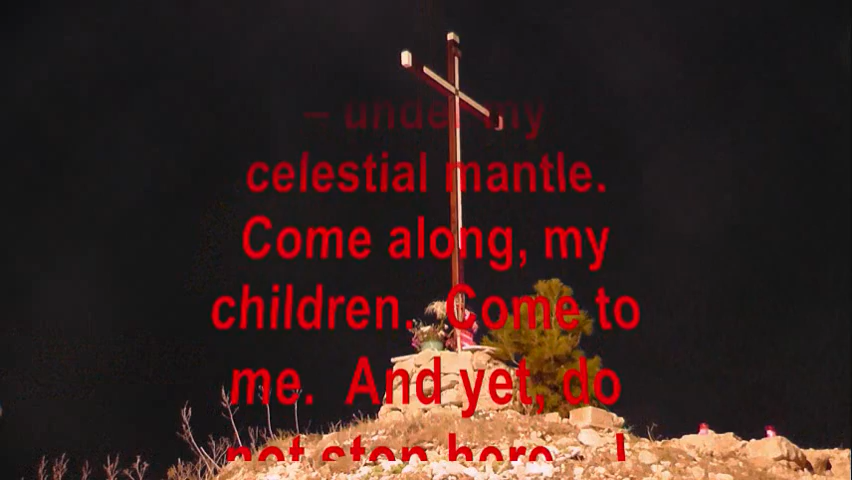 – under my
celestial mantle.
Come along, my
children.  Come to
me.  And yet, do
not stop here.  I